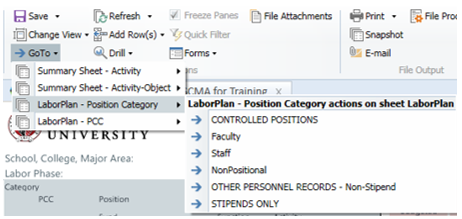 Save Refresh Freeze Panes File Attachments Print File Proc
Change View Add Row(s) Quick Filter Snapshot
GoTo Drill Forms E-mail
File Output
Summary Sheet - Activity
Summary Sheet - Activity-Object
CMA for Training x
LaborPlan - Position Category
LaborPlan - Position Category actions on sheet LaborPlan
LaborPlan - PCC
CONTROLLED POSITIONS
UNIVERSITY
Faculty
Staff
School, College, Major Area:
NonPositional
Labor Phase:
Category
OTHER PERSONNEL RECORDS - Non-Stipend
PCC Position
STIPENDS ONLY